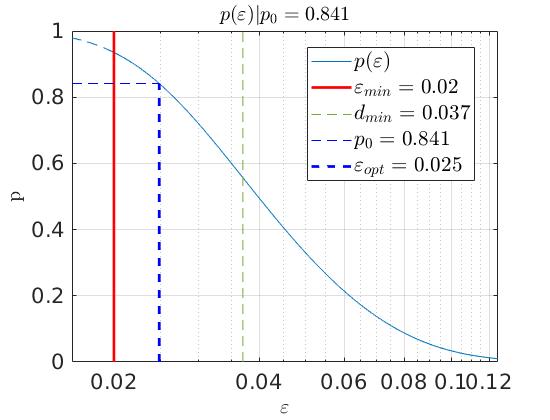 p(ε)|p₀ = 0.841
1
0.8
0.6
0.4
0.2
0
p
p(ε)
ε_min = 0.02
d_min = 0.037
p₀ = 0.841
ε_opt = 0.025
0.02 0.04 0.06 0.08 0.10 0.12
ε